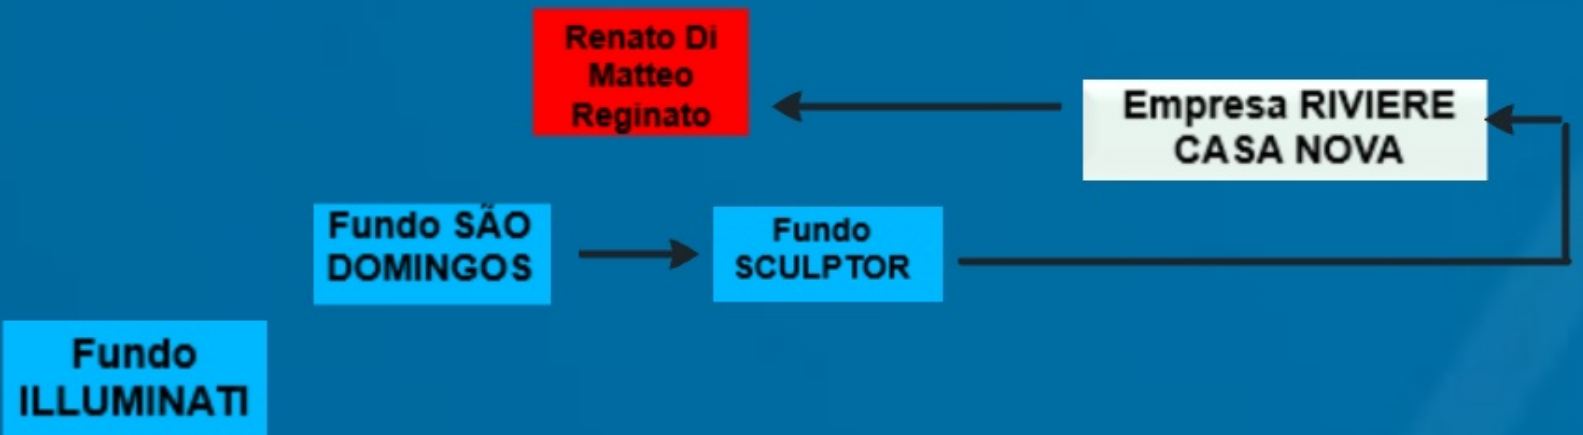 Renato Di
Matteo
Reginato
Empresa RIVIERE
CASA NOVA
Fundo SÃO
DOMINGOS
Fundo
SCULPTOR
Fundo
ILLUMINATI